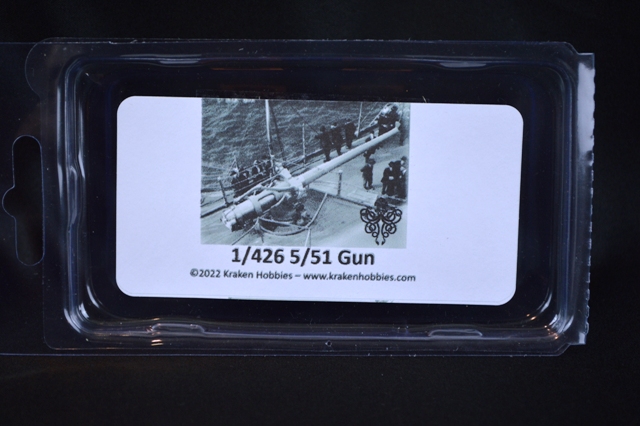 1/426 5/51 Gun
©2022 Kraken Hobbies – www.krakenhobbies.com